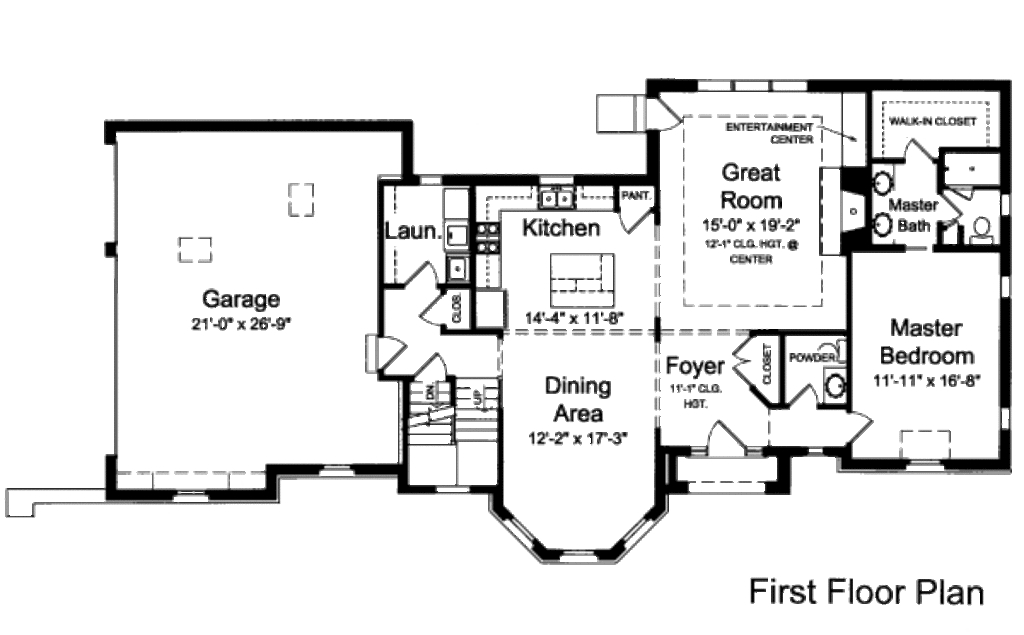 ENTERTAINMENT
CENTER
WALK-IN CLOSET
Great
Room
15'-0" x 19'-2"
12'-1" CLG. HGT. @
CENTER
PANT.
Master
Bath
Laun.
Kitchen
14'-4" x 11'-8"
CLOS.
Garage
21'-0" x 26'-9"
Master
Bedroom
11'-11" x 16'-8"
Foyer
11'-1" CLG.
HGT.
CLOSET
POWDER
Dining
Area
12'-2" x 17'-3"
DN.
UP
First Floor Plan